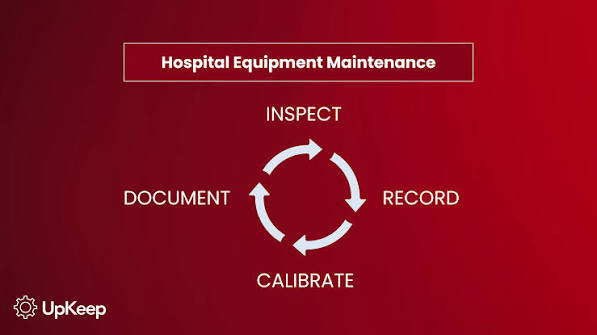 Hospital Equipment Maintenance
INSPECT
DOCUMENT
RECORD
CALIBRATE
UpKeep